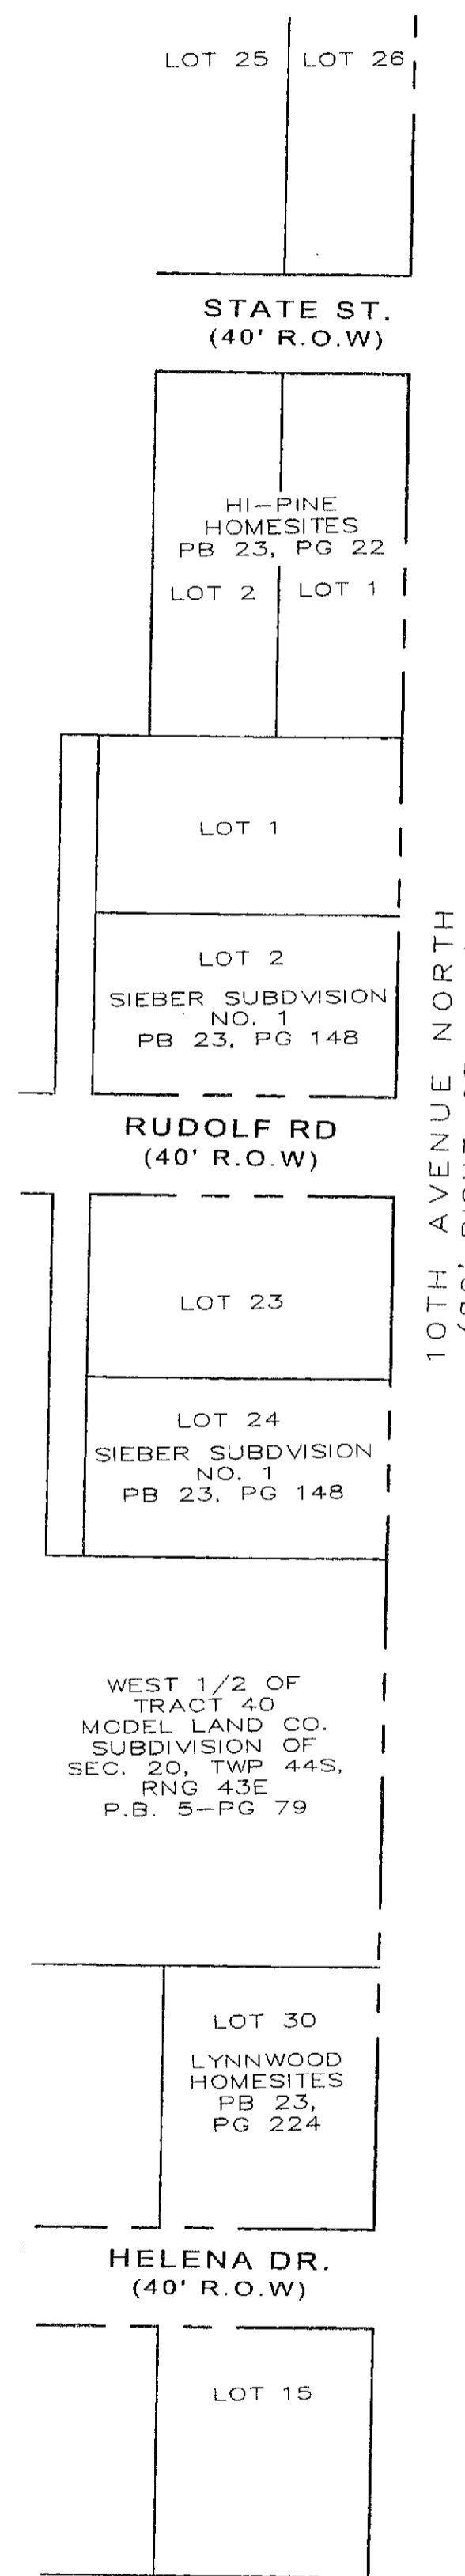 LOT 25
LOT 26
STATE ST.
(40' R.O.W)
HI-PINE
HOMESITES
PB 23, PG 22
LOT 2
LOT 1
LOT 1
LOT 2
SIEBER SUBDVISION
NO. 1
PB 23, PG 148
RUDOLF RD
(40' R.O.W)
10TH AVENUE NORTH
LOT 23
LOT 24
SIEBER SUBDVISION
NO. 1
PB 23, PG 148
WEST 1/2 OF
TRACT 40
MODEL LAND CO.
SUBDIVISION OF
SEC. 20, TWP 44S,
RNG 43E
P.B. 5-PG 79
LOT 30
LYNNWOOD
HOMESITES
PB 23,
PG 224
HELENA DR.
(40' R.O.W)
LOT 15